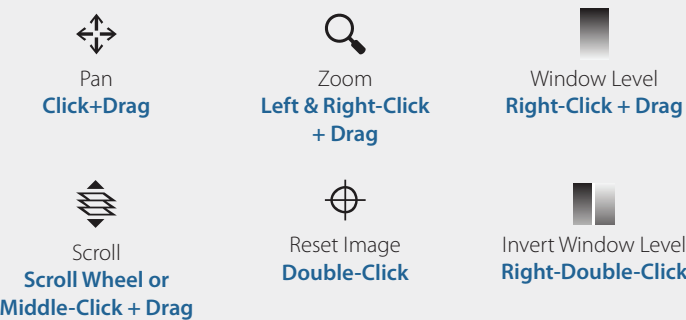 Pan
Click+Drag
Zoom
Left & Right-Click
+ Drag
Window Level
Right-Click + Drag
Scroll
Scroll Wheel or
Middle-Click + Drag
Reset Image
Double-Click
Invert Window Level
Right-Double-Click